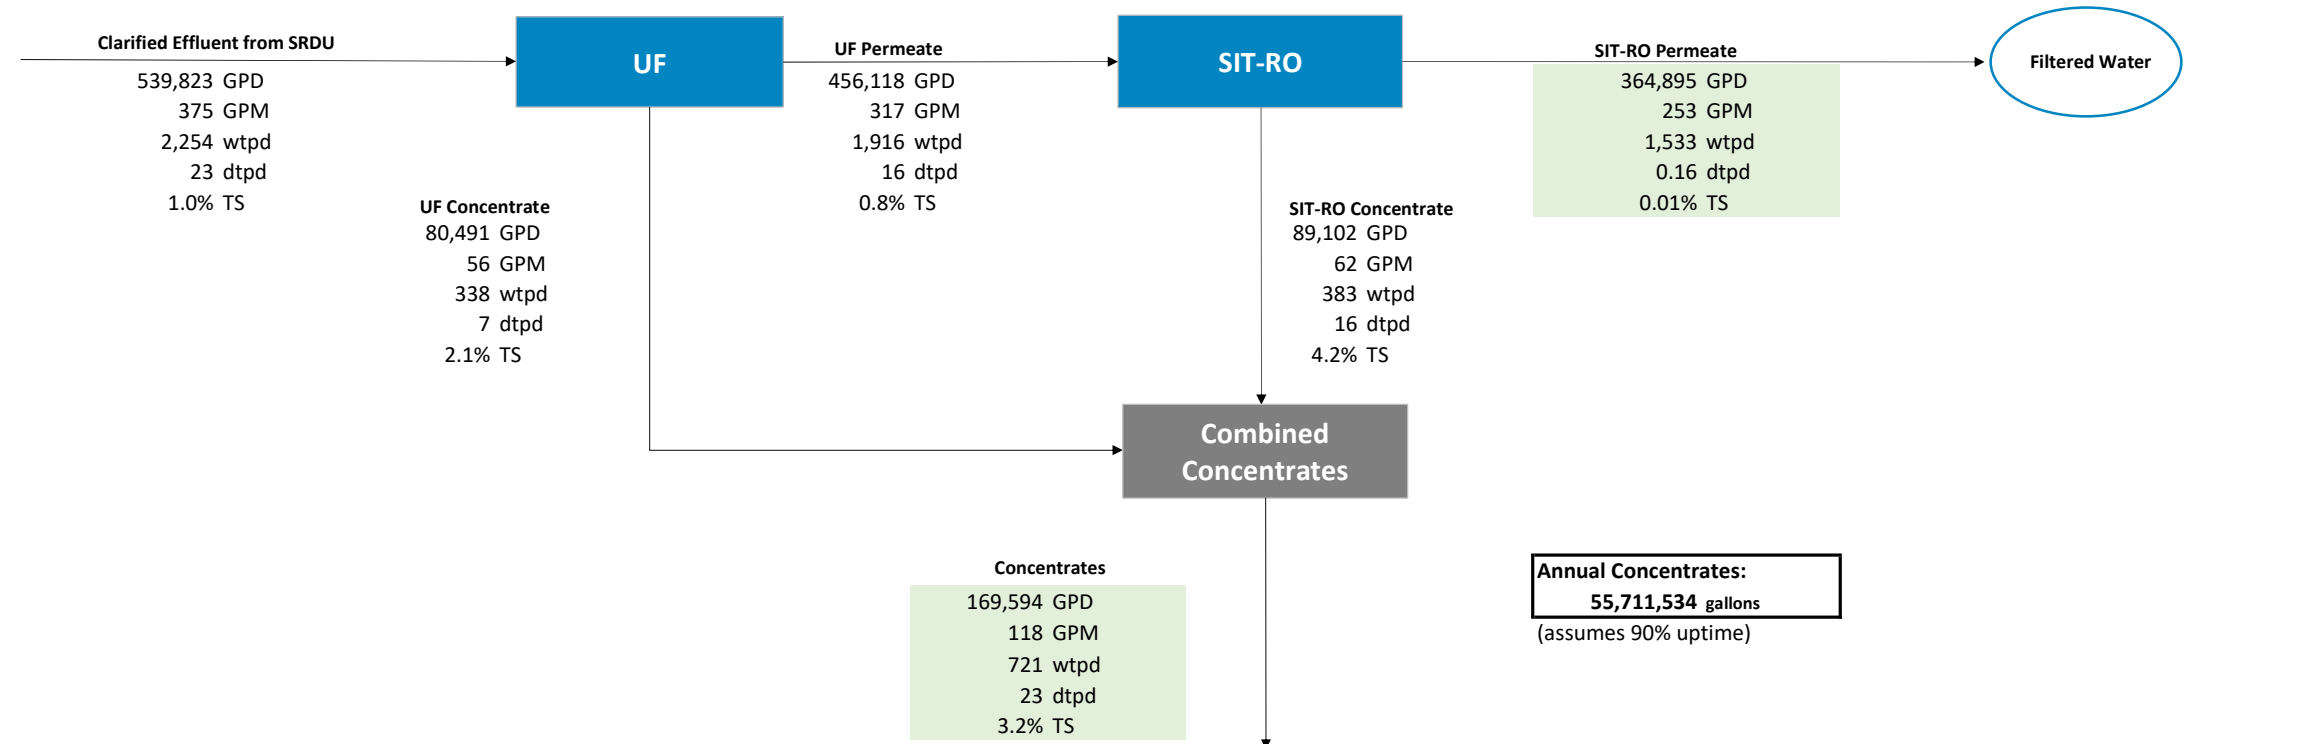 Clarified Effluent from SRDU
539,823 GPD
375 GPM
2,254 wtpd
23 dtpd
1.0% TS
UF
UF Permeate
456,118 GPD
317 GPM
1,916 wtpd
16 dtpd
0.8% TS
SIT-RO
SIT-RO Permeate
364,895 GPD
253 GPM
1,533 wtpd
0.16 dtpd
0.01% TS
Filtered Water
UF Concentrate
80,491 GPD
56 GPM
338 wtpd
7 dtpd
2.1% TS
SIT-RO Concentrate
89,102 GPD
62 GPM
383 wtpd
16 dtpd
4.2% TS
Combined
Concentrates
Concentrates
169,594 GPD
118 GPM
721 wtpd
23 dtpd
3.2% TS
Annual Concentrates:
55,711,534 gallons
(assumes 90% uptime)